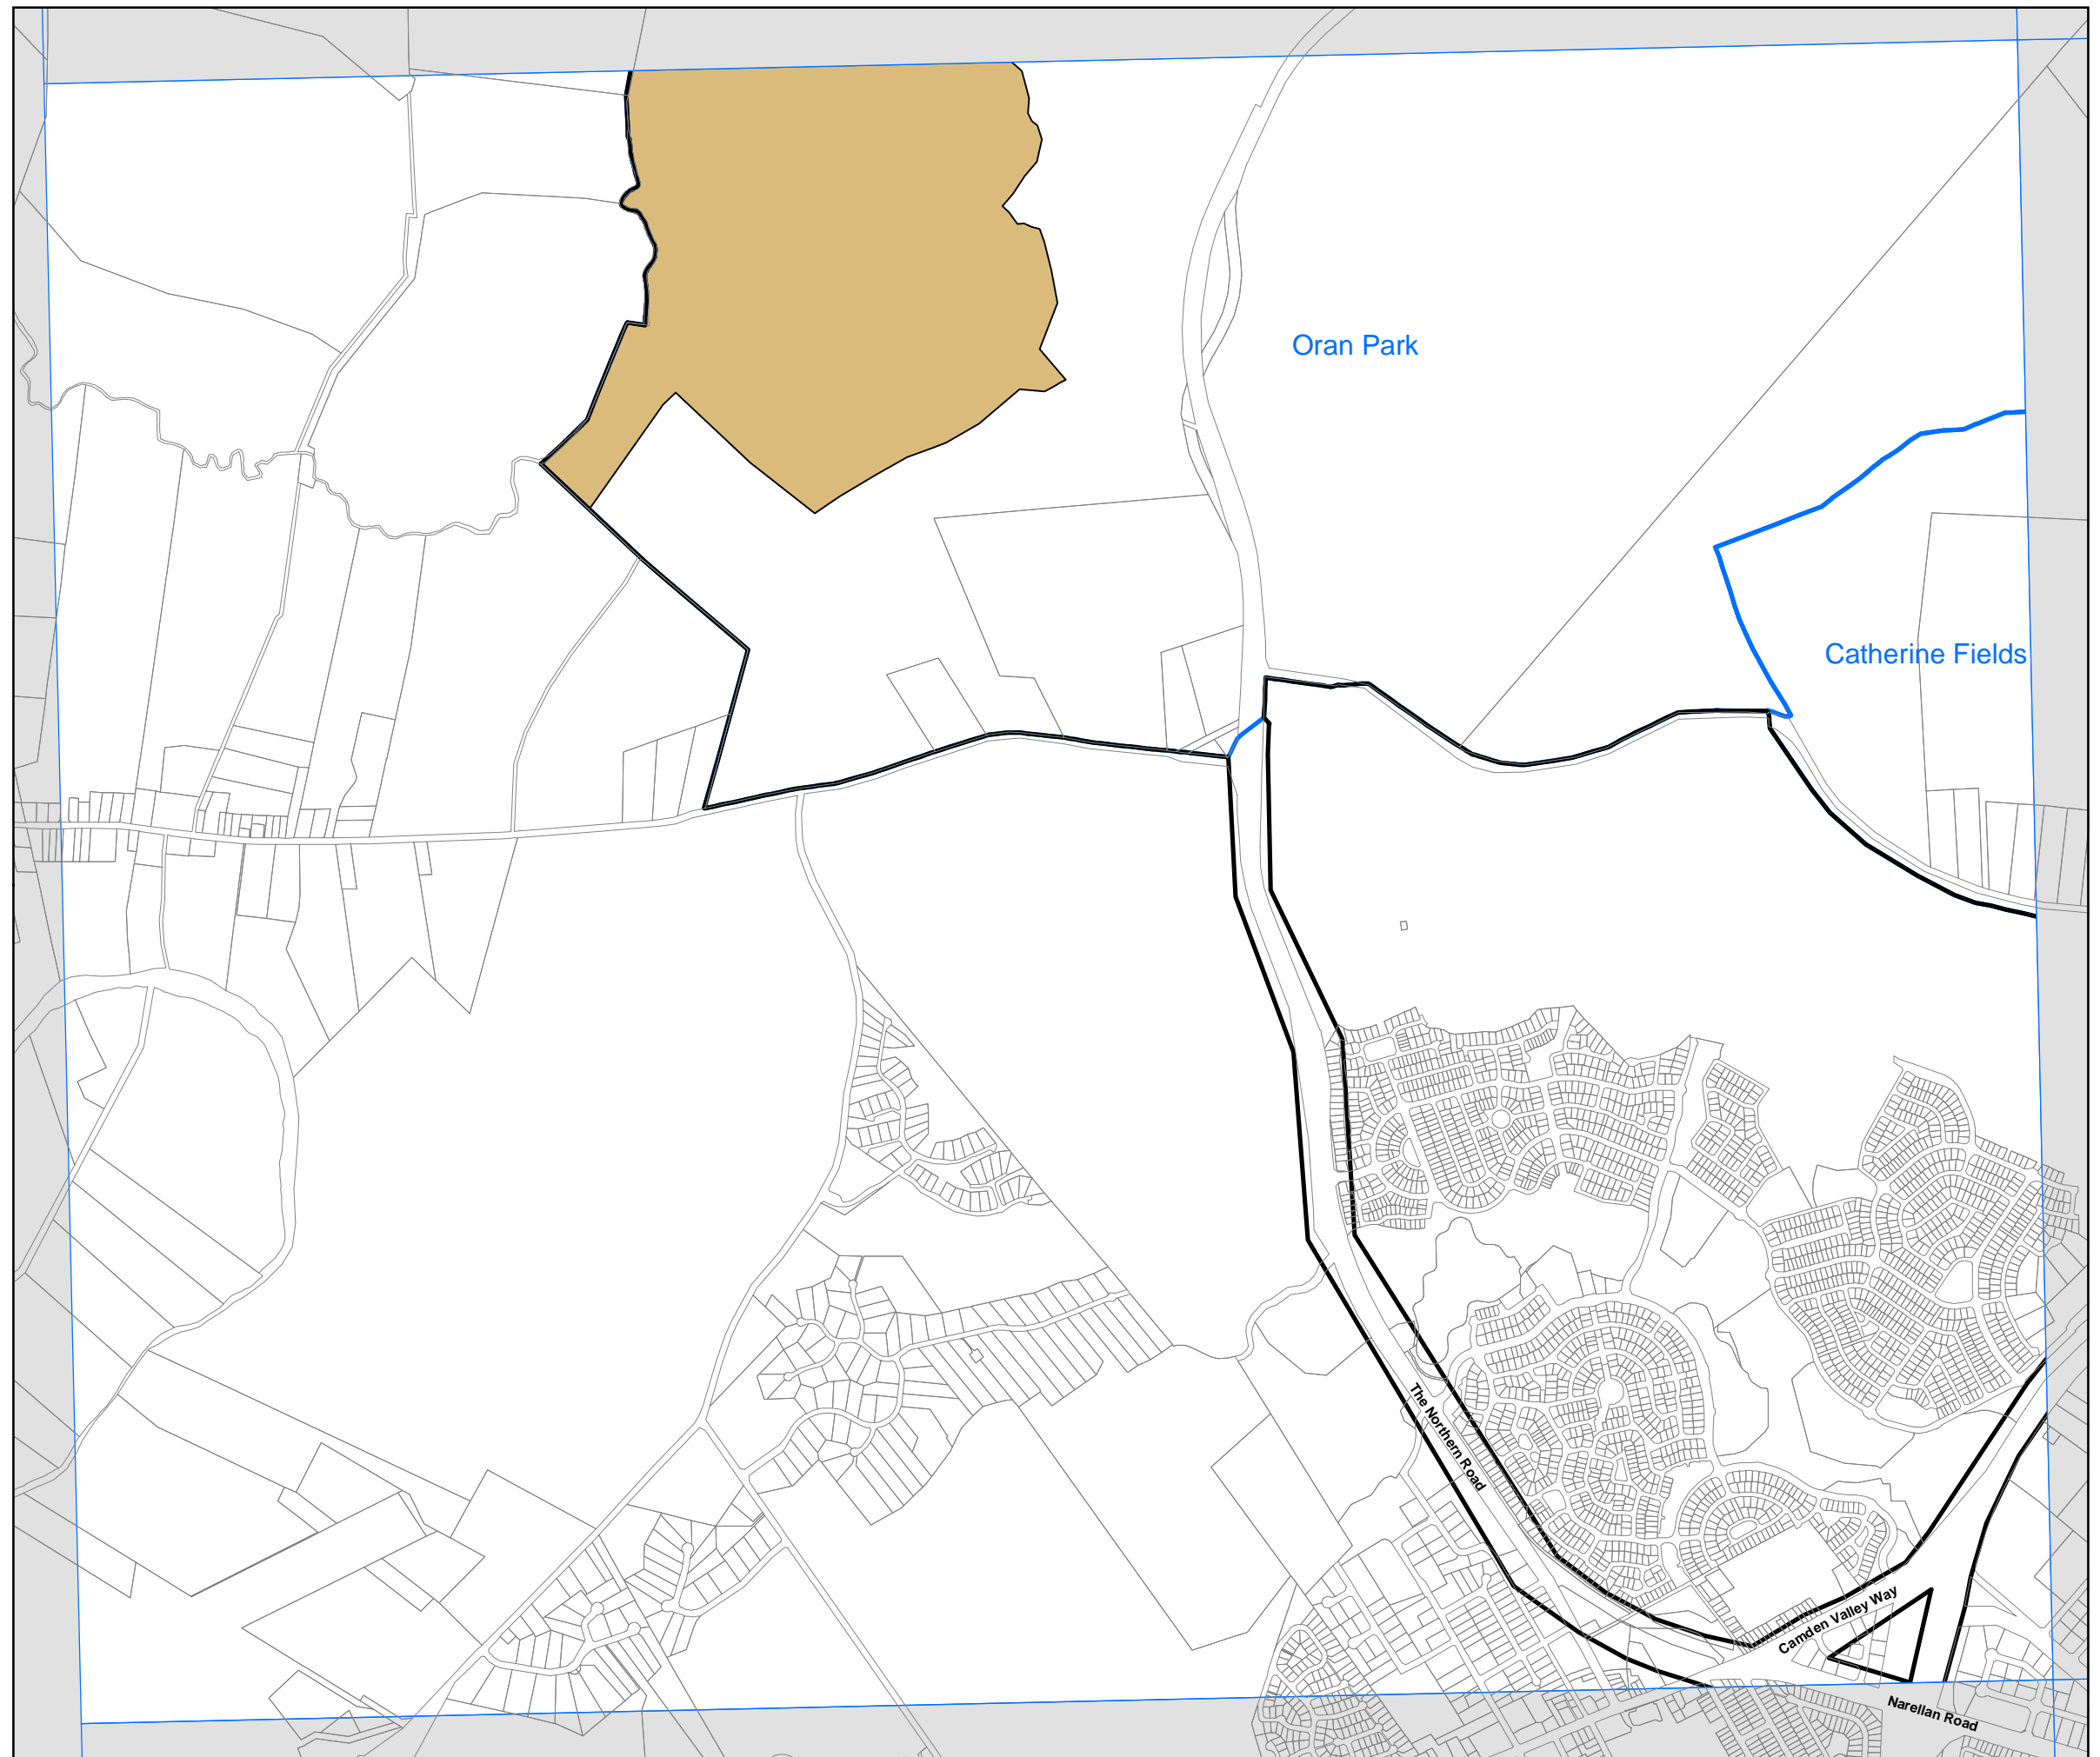 Oran Park
Catherine Fields
The Northern Road
Camden Valley Way
Narellan Road